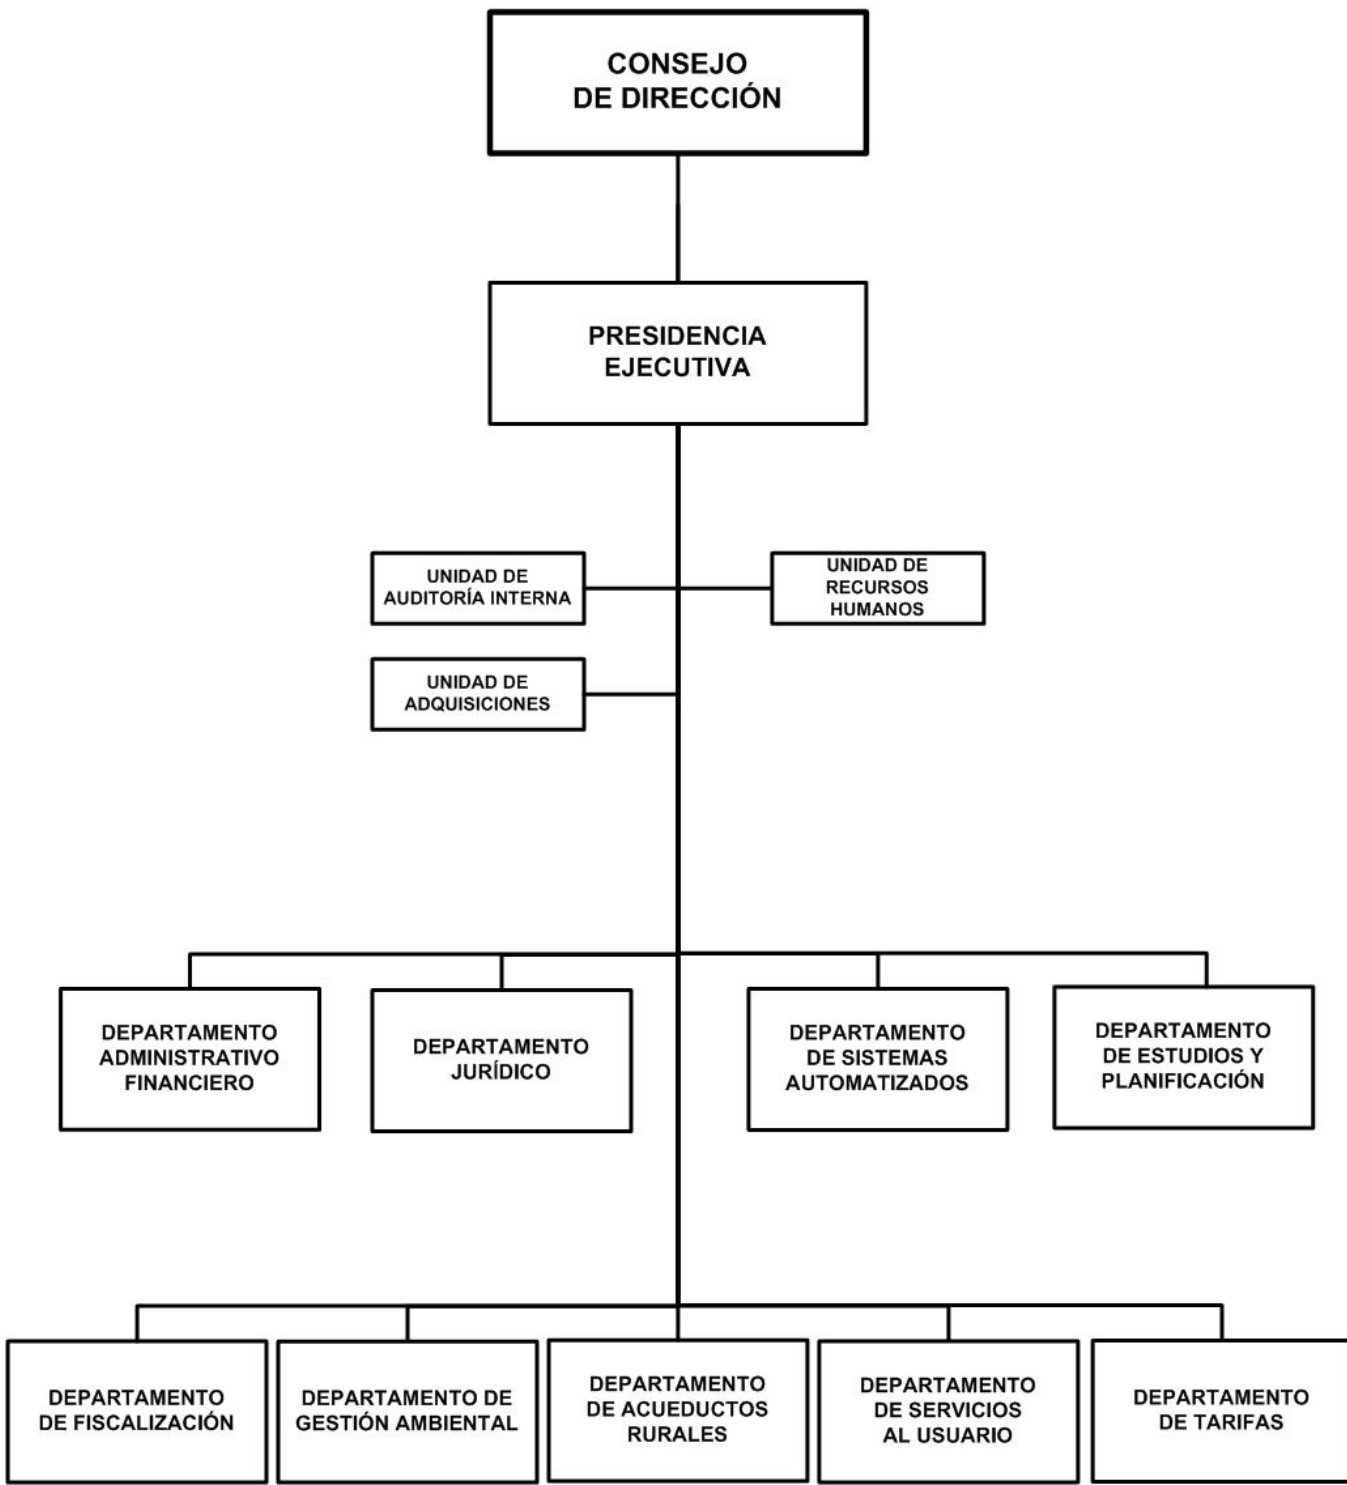 CONSEJO
DE DIRECCIÓN
PRESIDENCIA
EJECUTIVA
UNIDAD DE
AUDITORÍA INTERNA
UNIDAD DE
RECURSOS
HUMANOS
UNIDAD DE
ADQUISICIONES
DEPARTAMENTO
ADMINISTRATIVO
FINANCIERO
DEPARTAMENTO
JURÍDICO
DEPARTAMENTO
DE SISTEMAS
AUTOMATIZADOS
DEPARTAMENTO
DE ESTUDIOS Y
PLANIFICACIÓN
DEPARTAMENTO
DE FISCALIZACIÓN
DEPARTAMENTO DE
GESTIÓN AMBIENTAL
DEPARTAMENTO
DE ACUEDUCTOS
RURALES
DEPARTAMENTO
DE SERVICIOS
AL USUARIO
DEPARTAMENTO
DE TARIFAS